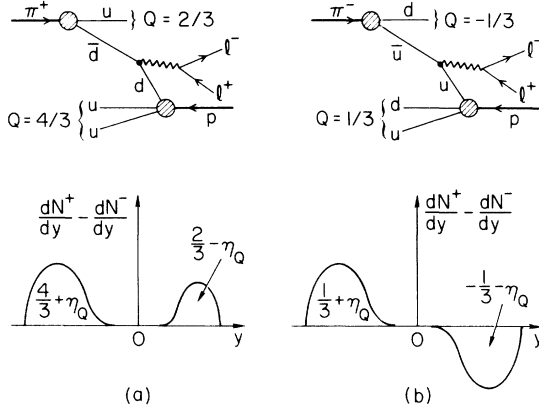 π⁺ u } Q = 2/3
d̄
ℓ⁻
d
ℓ⁺
Q = 4/3 { u
u
p
dN⁺/dy − dN⁻/dy
4/3 + η_Q
2/3 − η_Q
O
y
(a)
π⁻ d } Q = -1/3
ū
ℓ⁻
u
ℓ⁺
Q = 1/3 { d
u
p
dN⁺/dy − dN⁻/dy
1/3 + η_Q
-1/3 − η_Q
O
y
(b)